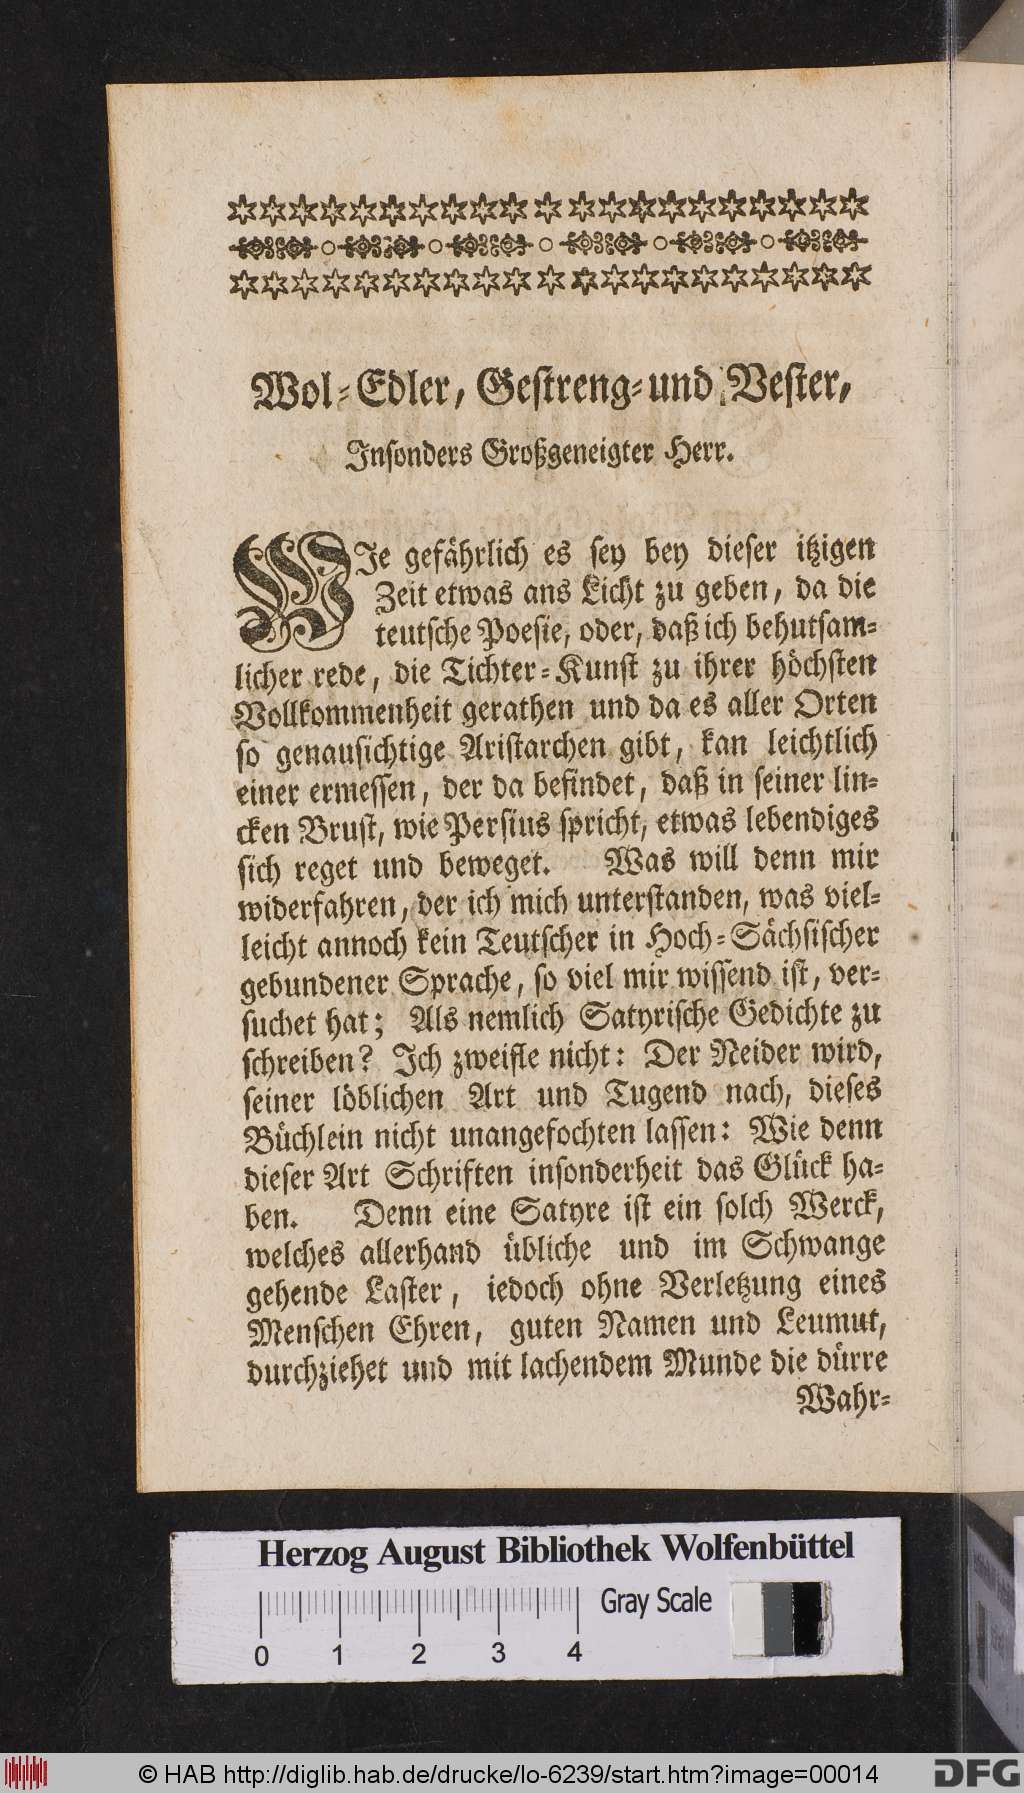 Wol-Edler, Gestreng-und Vester,
Insonders Großgeneigter Herr.
WIe gefährlich es sey bey dieser itzigen
Zeit etwas ans Licht zu geben, da die
teutsche Poesie, oder, daß ich behutsam-
licher rede, die Tichter-Kunst zu ihrer höchsten
Vollkommenheit gerathen und da es aller Orten
so genausichtige Aristarchen gibt, kan leichtlich
einer ermessen, der da befindet, daß in seiner lin-
cken Brust, wie Persius spricht, etwas lebendiges
sich reget und beweget. Was will denn mir
widerfahren, der ich mich unterstanden, was viel-
leicht annoch kein Teutscher in Hoch-Sächsischer
gebundener Sprache, so viel mir wissend ist, ver-
suchet hat; Als nemlich Satyrische Gedichte zu
schreiben? Ich zweifle nicht: Der Neider wird,
seiner löblichen Art und Tugend nach, dieses
Büchlein nicht unangefochten lassen: Wie denn
dieser Art Schriften insonderheit das Glück ha-
ben. Denn eine Satyre ist ein solch Werck,
welches allerhand übliche und im Schwange
gehende Laster, iedoch ohne Verletzung eines
Menschen Ehren, guten Namen und Leumut,
durchziehet und mit lachendem Munde die dürre
Wahr-
Herzog August Bibliothek Wolfenbüttel
Gray Scale
0 1 2 3 4
© HAB http://diglib.hab.de/drucke/lo-6239/start.htm?image=00014
DFG